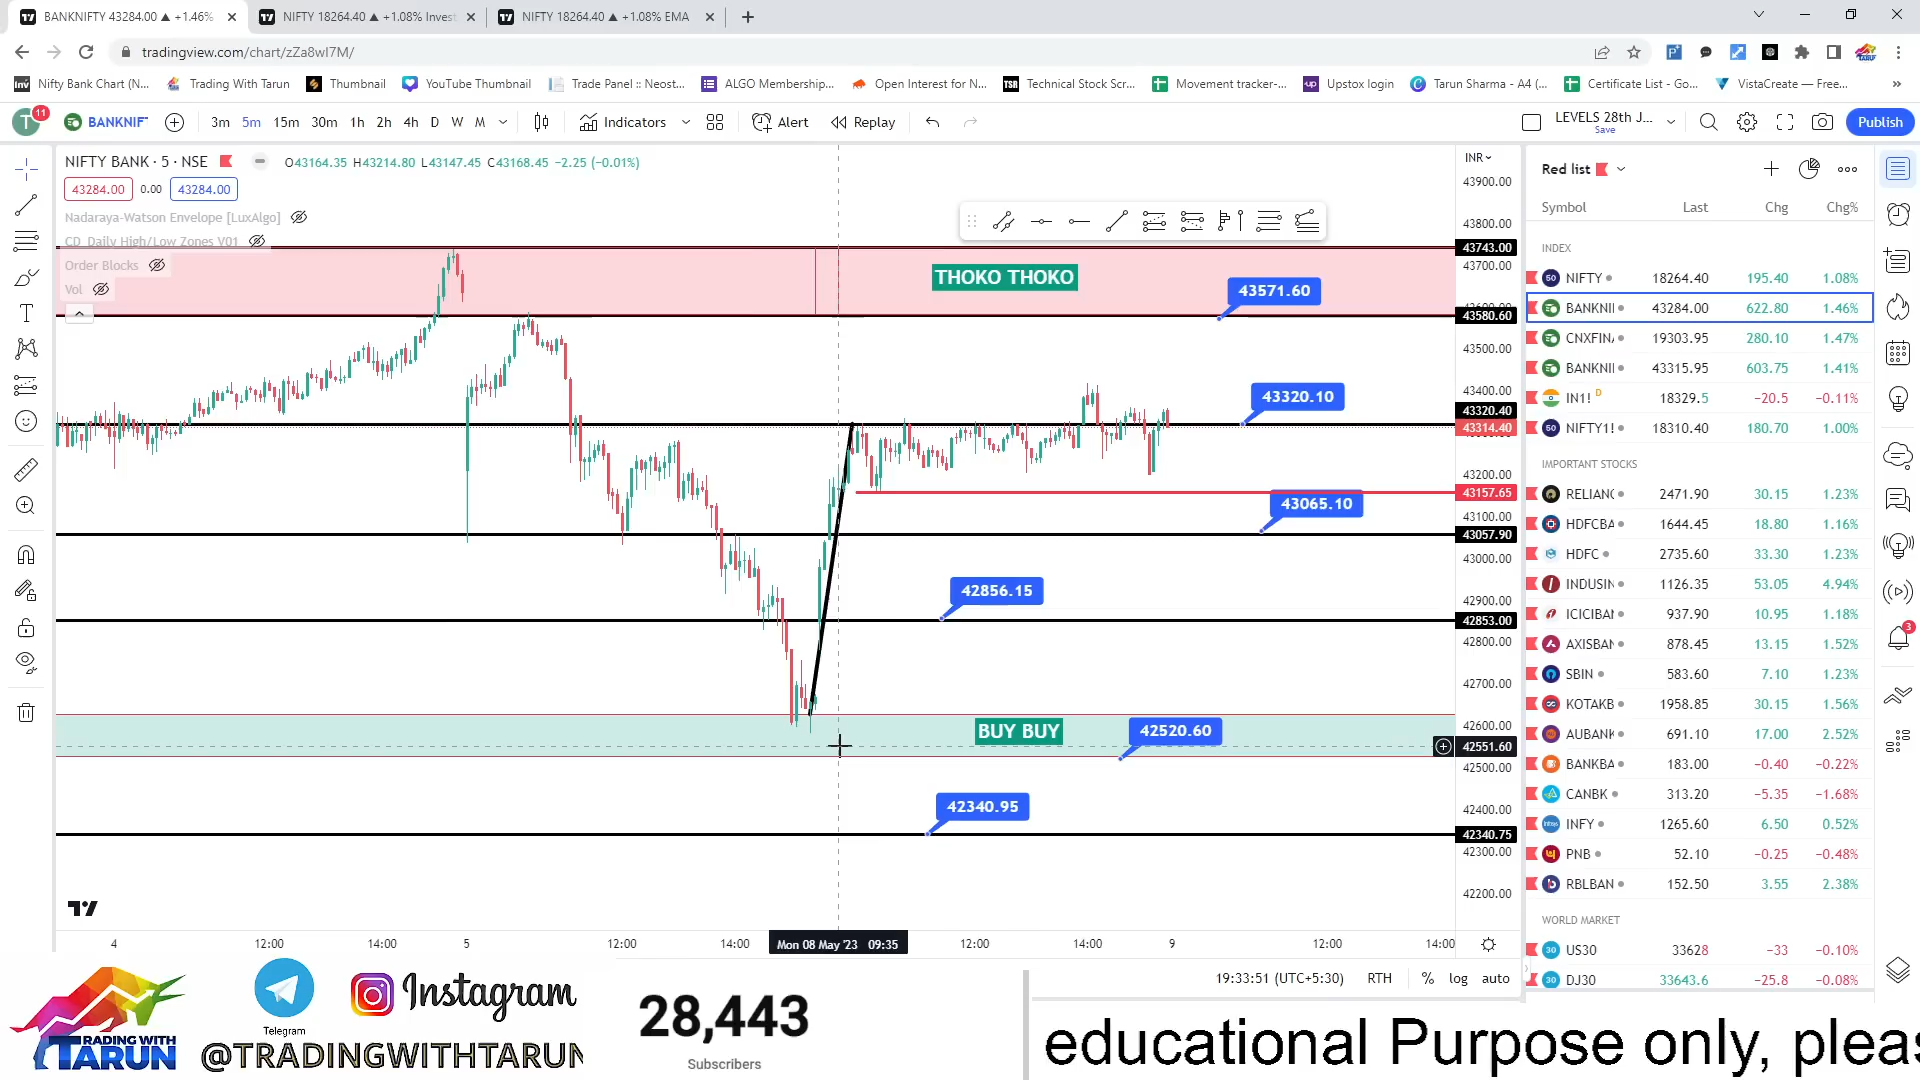 BANKNIFTY 43284.00 ▲ +1.46%
NIFTY 18264.40 ▲ +1.08% Invest
NIFTY 18264.40 ▲ +1.08% EMA
tradingview.com/chart/zZa8wI7M/
Nifty Bank Chart (N...
Trading With Tarun
Thumbnail
YouTube Thumbnail
Trade Panel :: Neost...
ALGO Membership...
Open Interest for N...
Technical Stock Scr...
Movement tracker-...
Upstox login
Tarun Sharma - A4 (...
Certificate List - Go...
VistaCreate — Free...
T 11
BANKNIF
3m 5m 15m 30m 1h 2h 4h D W M
Indicators
Alert
Replay
LEVELS 28th J...
Save
Publish
NIFTY BANK · 5 · NSE
O43164.35 H43214.80 L43147.45 C43168.45 −2.25 (−0.01%)
43284.00 0.00 43284.00
Nadaraya-Watson Envelope [LuxAlgo]
CD_Daily High/Low Zones V01
Order Blocks
Vol
THOKO THOKO
43571.60
43320.10
43065.10
42856.15
BUY BUY
42520.60
42340.95
INR
43900.00
43800.00
43743.00
43700.00
43580.60
43500.00
43400.00
43320.40
43314.40
43200.00
43157.65
43100.00
43057.90
43000.00
42900.00
42853.00
42800.00
42700.00
42600.00
42551.60
42500.00
42400.00
42340.75
42300.00
42200.00
4 12:00 14:00 5 12:00 14:00 Mon 08 May '23 09:35 12:00 14:00 9 12:00 14:00
19:33:51 (UTC+5:30) RTH % log auto
Red list
Symbol Last Chg Chg%
INDEX
NIFTY 18264.40 195.40 1.08%
BANKNI 43284.00 622.80 1.46%
CNXFIN 19303.95 280.10 1.47%
BANKNI 43315.95 603.75 1.41%
IN1! D 18329.5 −20.5 −0.11%
NIFTY1! 18310.40 180.70 1.00%
IMPORTANT STOCKS
RELIANC 2471.90 30.15 1.23%
HDFCBA 1644.45 18.80 1.16%
HDFC 2735.60 33.30 1.23%
INDUSIN 1126.35 53.05 4.94%
ICICIBAN 937.90 10.95 1.18%
AXISBAN 878.45 13.15 1.52%
SBIN 583.60 7.10 1.23%
KOTAKB 1958.85 30.15 1.56%
AUBANK 691.10 17.00 2.52%
BANKBA 183.00 −0.40 −0.22%
CANBK 313.20 −5.35 −1.68%
INFY 1265.60 6.50 0.52%
PNB 52.10 −0.25 −0.48%
RBLBAN 152.50 3.55 2.38%
WORLD MARKET
US30 33628 −33 −0.10%
DJ30 33643.6 −25.8 −0.08%
3
TRADING WITH
TARUN
Telegram
Instagram
@TRADINGWITHTARUN
28,443
Subscribers
educational Purpose only, pleas